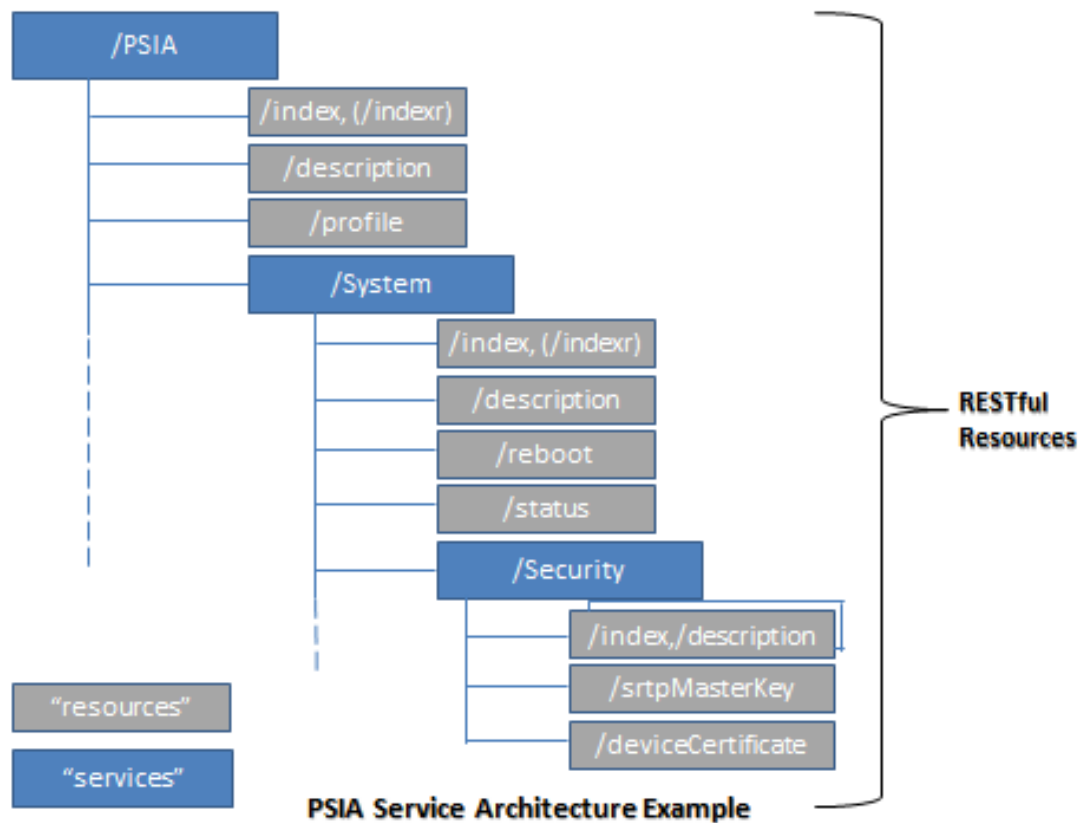 /PSIA
/index, (/indexr)
/description
/profile
/System
/index, (/indexr)
/description
/reboot
/status
/Security
/index,/description
/srtpMasterKey
/deviceCertificate
RESTful
Resources
“resources”
“services”
PSIA Service Architecture Example